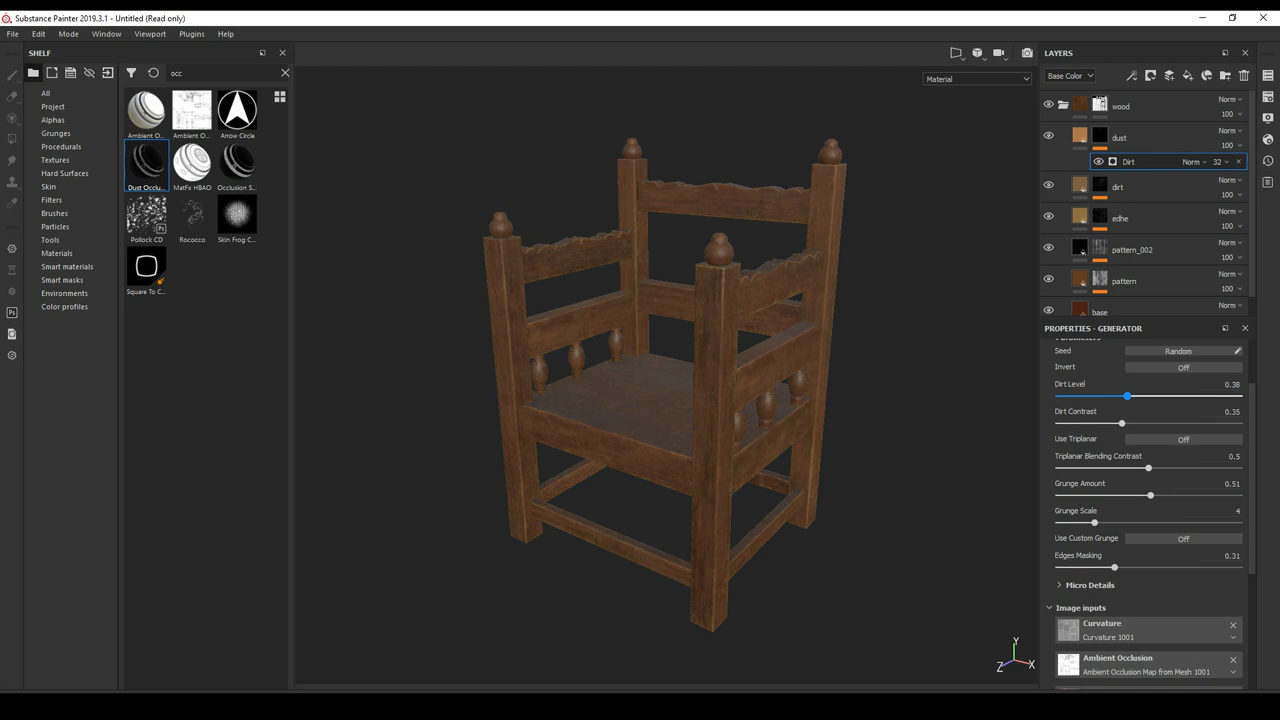 Substance Painter 2019.3.1 - Untitled (Read only)
File Edit Mode Window Viewport Plugins Help
SHELF
occ
All
Project
Alphas
Grunges
Procedurals
Textures
Hard Surfaces
Skin
Filters
Brushes
Particles
Tools
Materials
Smart materials
Smart masks
Environments
Color profiles
Ambient O... Ambient O... Arrow Circle
Dust Occlu... MatFx HBAO Occlusion S...
Pollock CD Rococco Skin Frog C...
Square To C...
Ps
Ps
Material
Y
Z X
LAYERS
Base Color
wood Norm 100
dust Norm 100
Dirt Norm 32
dirt Norm 100
edhe Norm 100
pattern_002 Norm 100
pattern Norm 100
base Norm
PROPERTIES - GENERATOR
Parameters
Seed Random
Invert Off
Dirt Level 0.38
Dirt Contrast 0.35
Use Triplanar Off
Triplanar Blending Contrast 0.5
Grunge Amount 0.51
Grunge Scale 4
Use Custom Grunge Off
Edges Masking 0.31
Micro Details
Image inputs
Curvature
Curvature 1001
Ambient Occlusion
Ambient Occlusion Map from Mesh 1001